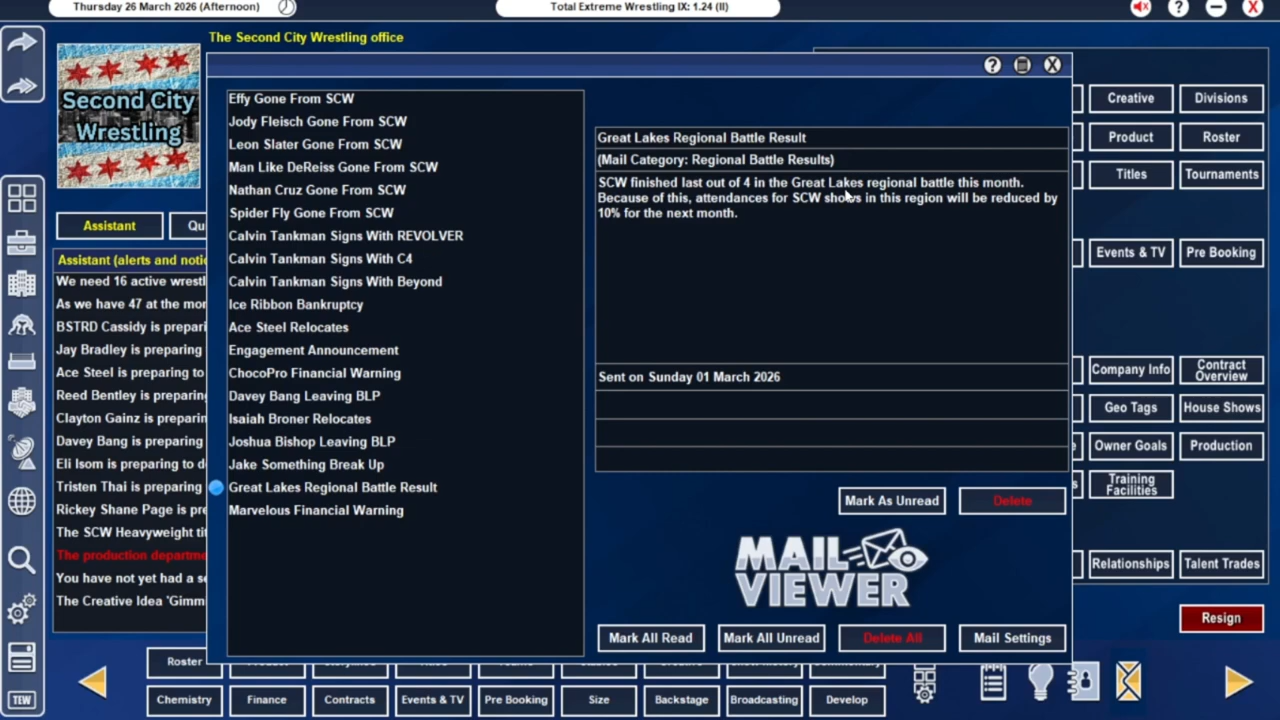 Thursday 26 March 2026 (Afternoon)
Total Extreme Wrestling IX: 1.24 (II)
The Second City Wrestling office
Second City
Wrestling
Assistant
Qu
Assistant (alerts and noti
We need 16 active wrestl
As we have 47 at the mor
BSTRD Cassidy is prepari
Jay Bradley is preparing
Ace Steel is preparing to
Reed Bentley is preparing
Clayton Gainz is preparin
Davey Bang is preparing
Eli Isom is preparing to d
Tristen Thai is preparing
Rickey Shane Page is pre
The SCW Heavyweight tit
The production departme
You have not yet had a se
The Creative Idea 'Gimm
Effy Gone From SCW
Jody Fleisch Gone From SCW
Leon Slater Gone From SCW
Man Like DeReiss Gone From SCW
Nathan Cruz Gone From SCW
Spider Fly Gone From SCW
Calvin Tankman Signs With REVOLVER
Calvin Tankman Signs With C4
Calvin Tankman Signs With Beyond
Ice Ribbon Bankruptcy
Ace Steel Relocates
Engagement Announcement
ChocoPro Financial Warning
Davey Bang Leaving BLP
Isaiah Broner Relocates
Joshua Bishop Leaving BLP
Jake Something Break Up
Great Lakes Regional Battle Result
Marvelous Financial Warning
Great Lakes Regional Battle Result
(Mail Category: Regional Battle Results)
SCW finished last out of 4 in the Great Lakes regional battle this month.
Because of this, attendances for SCW shows in this region will be reduced by
10% for the next month.
Sent on Sunday 01 March 2026
Mark As Unread
Delete
MAIL
VIEWER
Mark All Read
Mark All Unread
Delete All
Mail Settings
Creative
Divisions
Product
Roster
Titles
Tournaments
Events & TV
Pre Booking
Company Info
Contract
Overview
Geo Tags
House Shows
Owner Goals
Production
Training
Facilities
Relationships
Talent Trades
Resign
TEW
Roster
Chemistry
Finance
Contracts
Events & TV
Pre Booking
Size
Backstage
Broadcasting
Develop